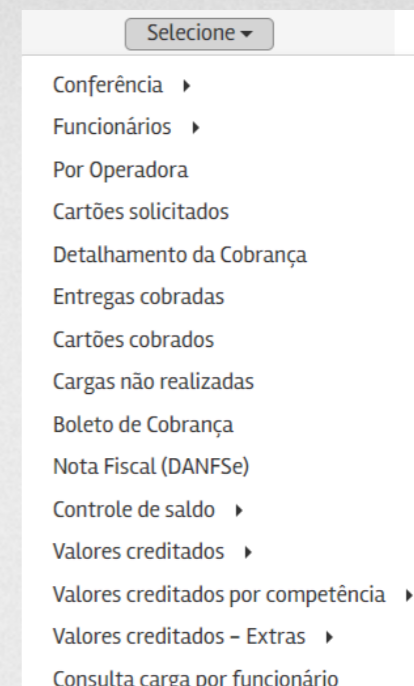 Selecione
Conferência
Funcionários
Por Operadora
Cartões solicitados
Detalhamento da Cobrança
Entregas cobradas
Cartões cobrados
Cargas não realizadas
Boleto de Cobrança
Nota Fiscal (DANFSe)
Controle de saldo
Valores creditados
Valores creditados por competência
Valores creditados – Extras
Consulta carga por funcionário